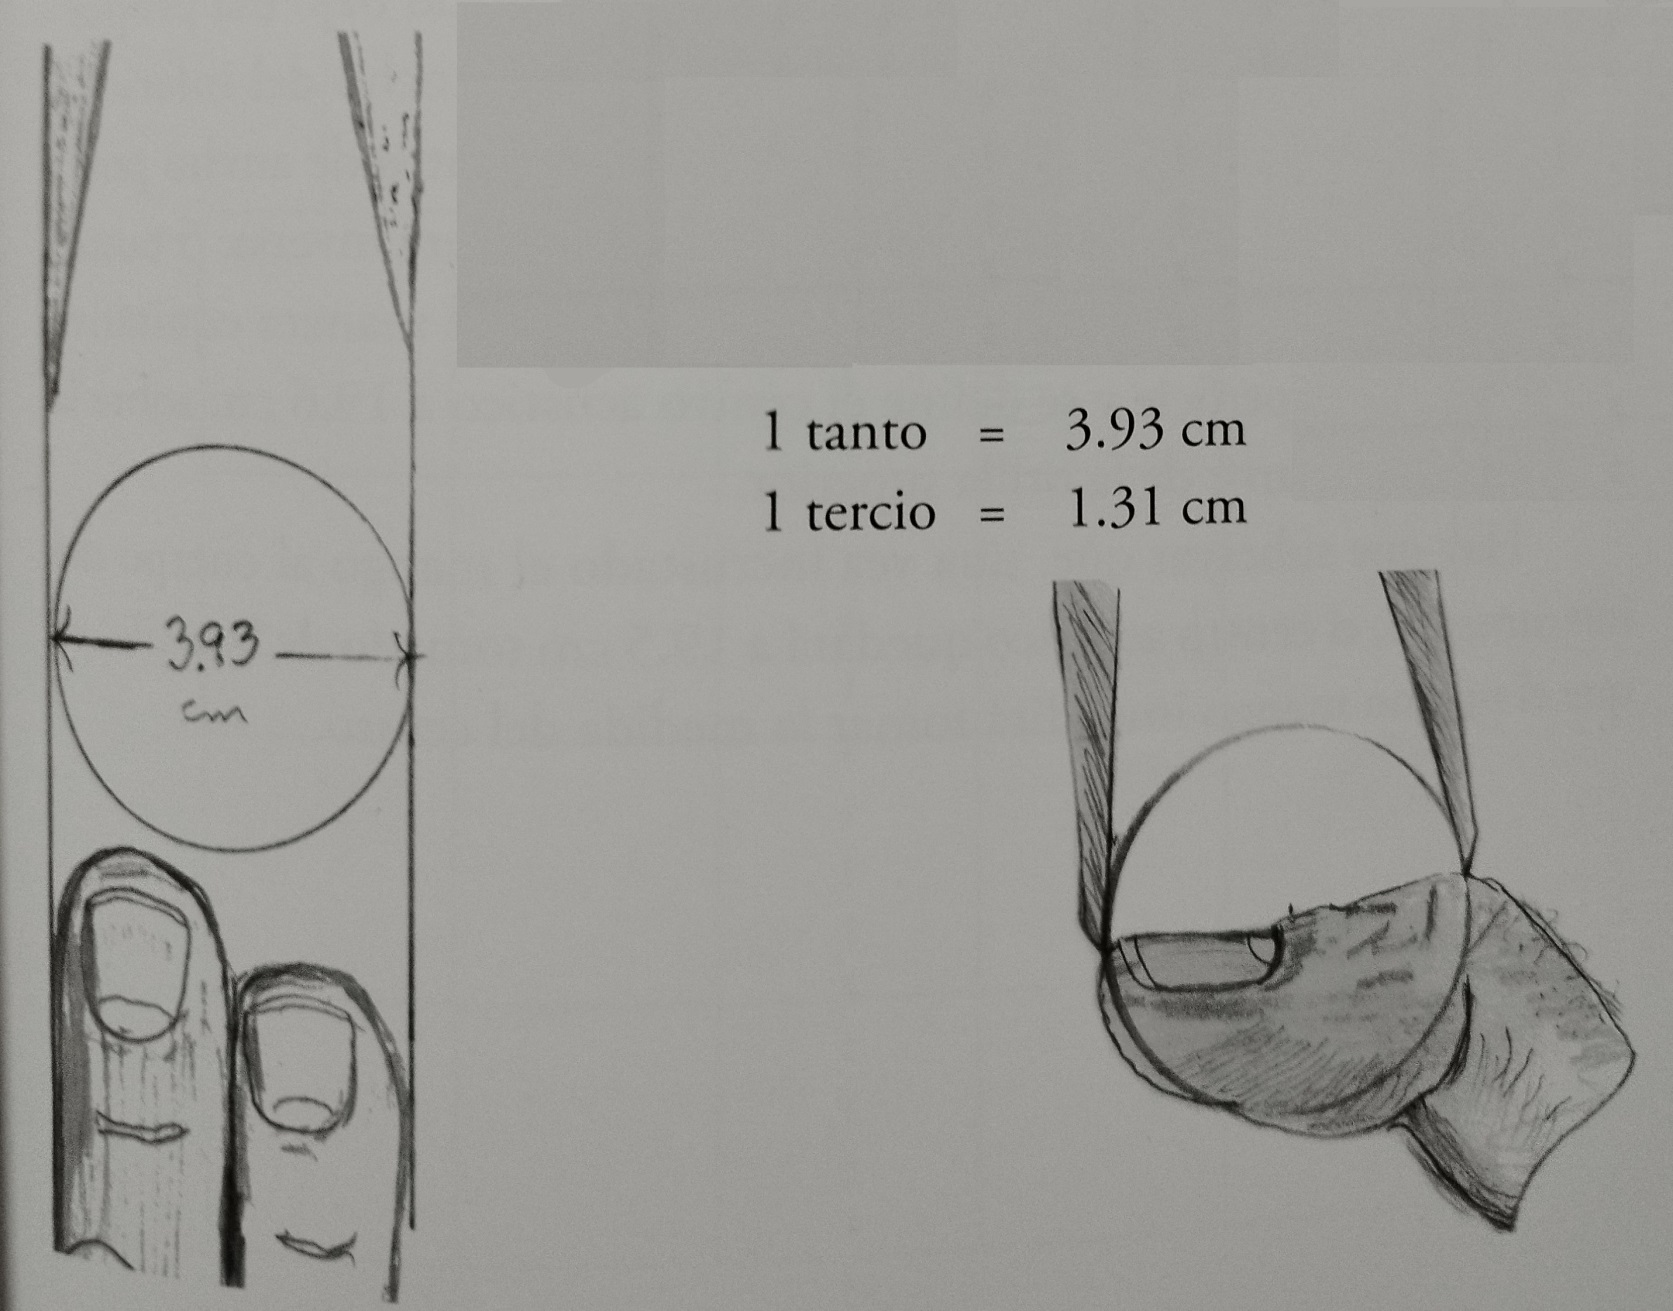 1 tanto = 3.93 cm
1 tercio = 1.31 cm
3.93
cm